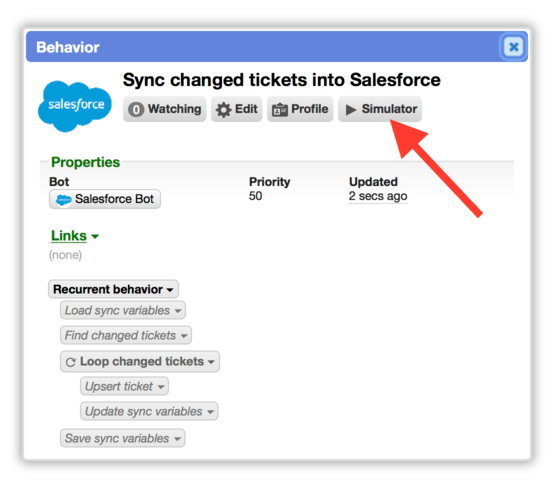 Behavior
Sync changed tickets into Salesforce
salesforce
0 Watching Edit Profile Simulator
Properties
Bot Priority Updated
Salesforce Bot 50 2 secs ago
Links
(none)
Recurrent behavior
Load sync variables
Find changed tickets
Loop changed tickets
Upsert ticket
Update sync variables
Save sync variables